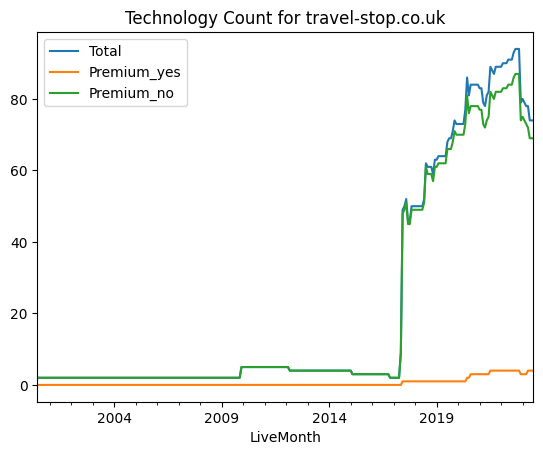 Technology Count for travel-stop.co.uk
Total
Premium_yes
Premium_no
80
60
40
20
0
2004 2009 2014 2019
LiveMonth